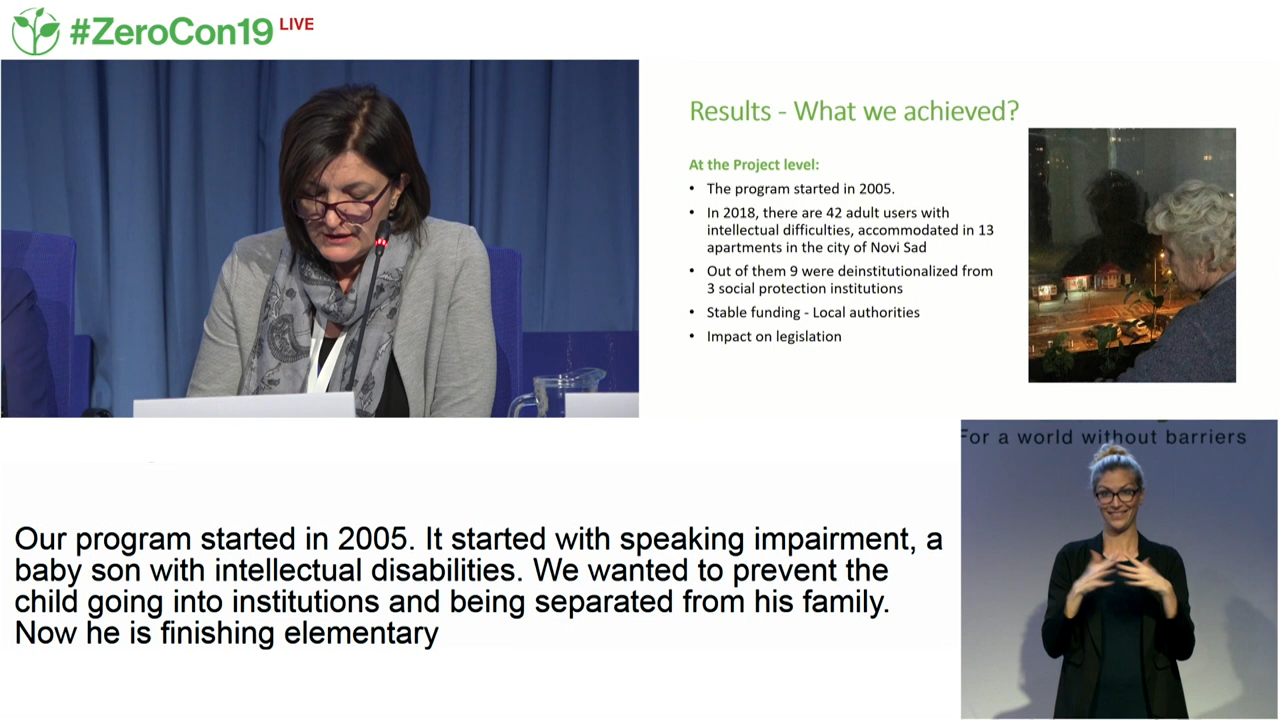 #ZeroCon19 LIVE
Results - What we achieved?
At the Project level:
• The program started in 2005.
• In 2018, there are 42 adult users with
intellectual difficulties, accommodated in 13
apartments in the city of Novi Sad
• Out of them 9 were deinstitutionalized from
3 social protection institutions
• Stable funding - Local authorities
• Impact on legislation
For a world without barriers
Our program started in 2005. It started with speaking impairment, a
baby son with intellectual disabilities. We wanted to prevent the
child going into institutions and being separated from his family.
Now he is finishing elementary